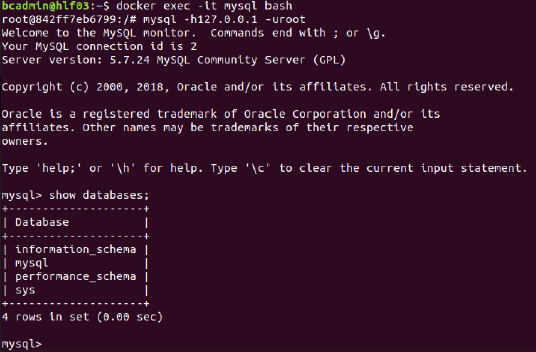 bcadmin@hlf03:~$ docker exec -it mysql bash
root@842ff7eb6799:/# mysql -h127.0.0.1 -uroot
Welcome to the MySQL monitor.  Commands end with ; or \g.
Your MySQL connection id is 2
Server version: 5.7.24 MySQL Community Server (GPL)

Copyright (c) 2000, 2018, Oracle and/or its affiliates. All rights reserved.

Oracle is a registered trademark of Oracle Corporation and/or its
affiliates. Other names may be trademarks of their respective
owners.

Type 'help;' or '\h' for help. Type '\c' to clear the current input statement.

mysql> show databases;
+--------------------+
| Database           |
+--------------------+
| information_schema |
| mysql              |
| performance_schema |
| sys                |
+--------------------+
4 rows in set (0.00 sec)

mysql>